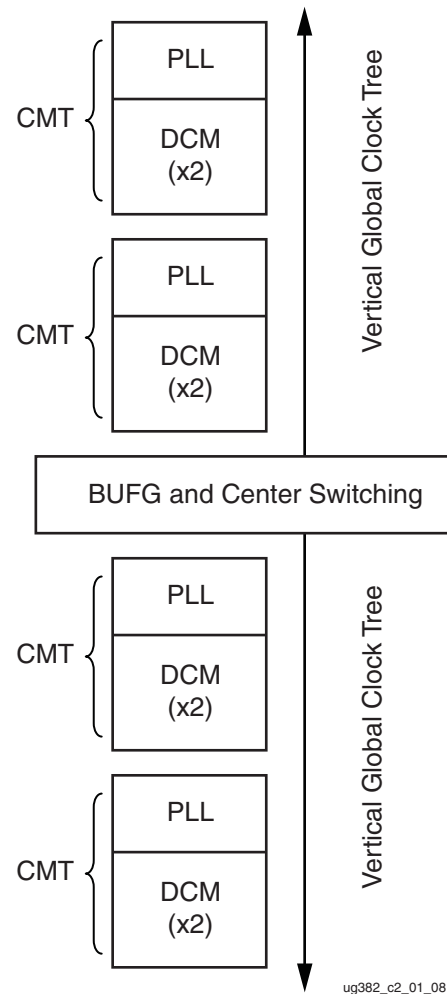 PLL
CMT
DCM
(x2)
Vertical Global Clock Tree
PLL
CMT
DCM
(x2)
BUFG and Center Switching
PLL
CMT
DCM
(x2)
Vertical Global Clock Tree
PLL
CMT
DCM
(x2)
ug382_c2_01_08